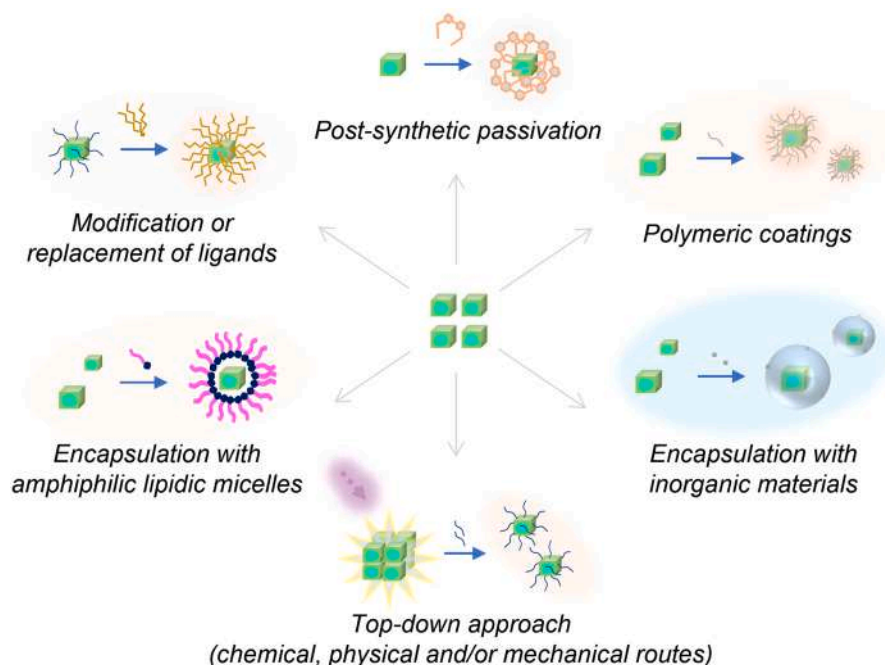 Post-synthetic passivation
Modification or
replacement of ligands
Polymeric coatings
Encapsulation with
amphiphilic lipidic micelles
Encapsulation with
inorganic materials
Top-down approach
(chemical, physical and/or mechanical routes)